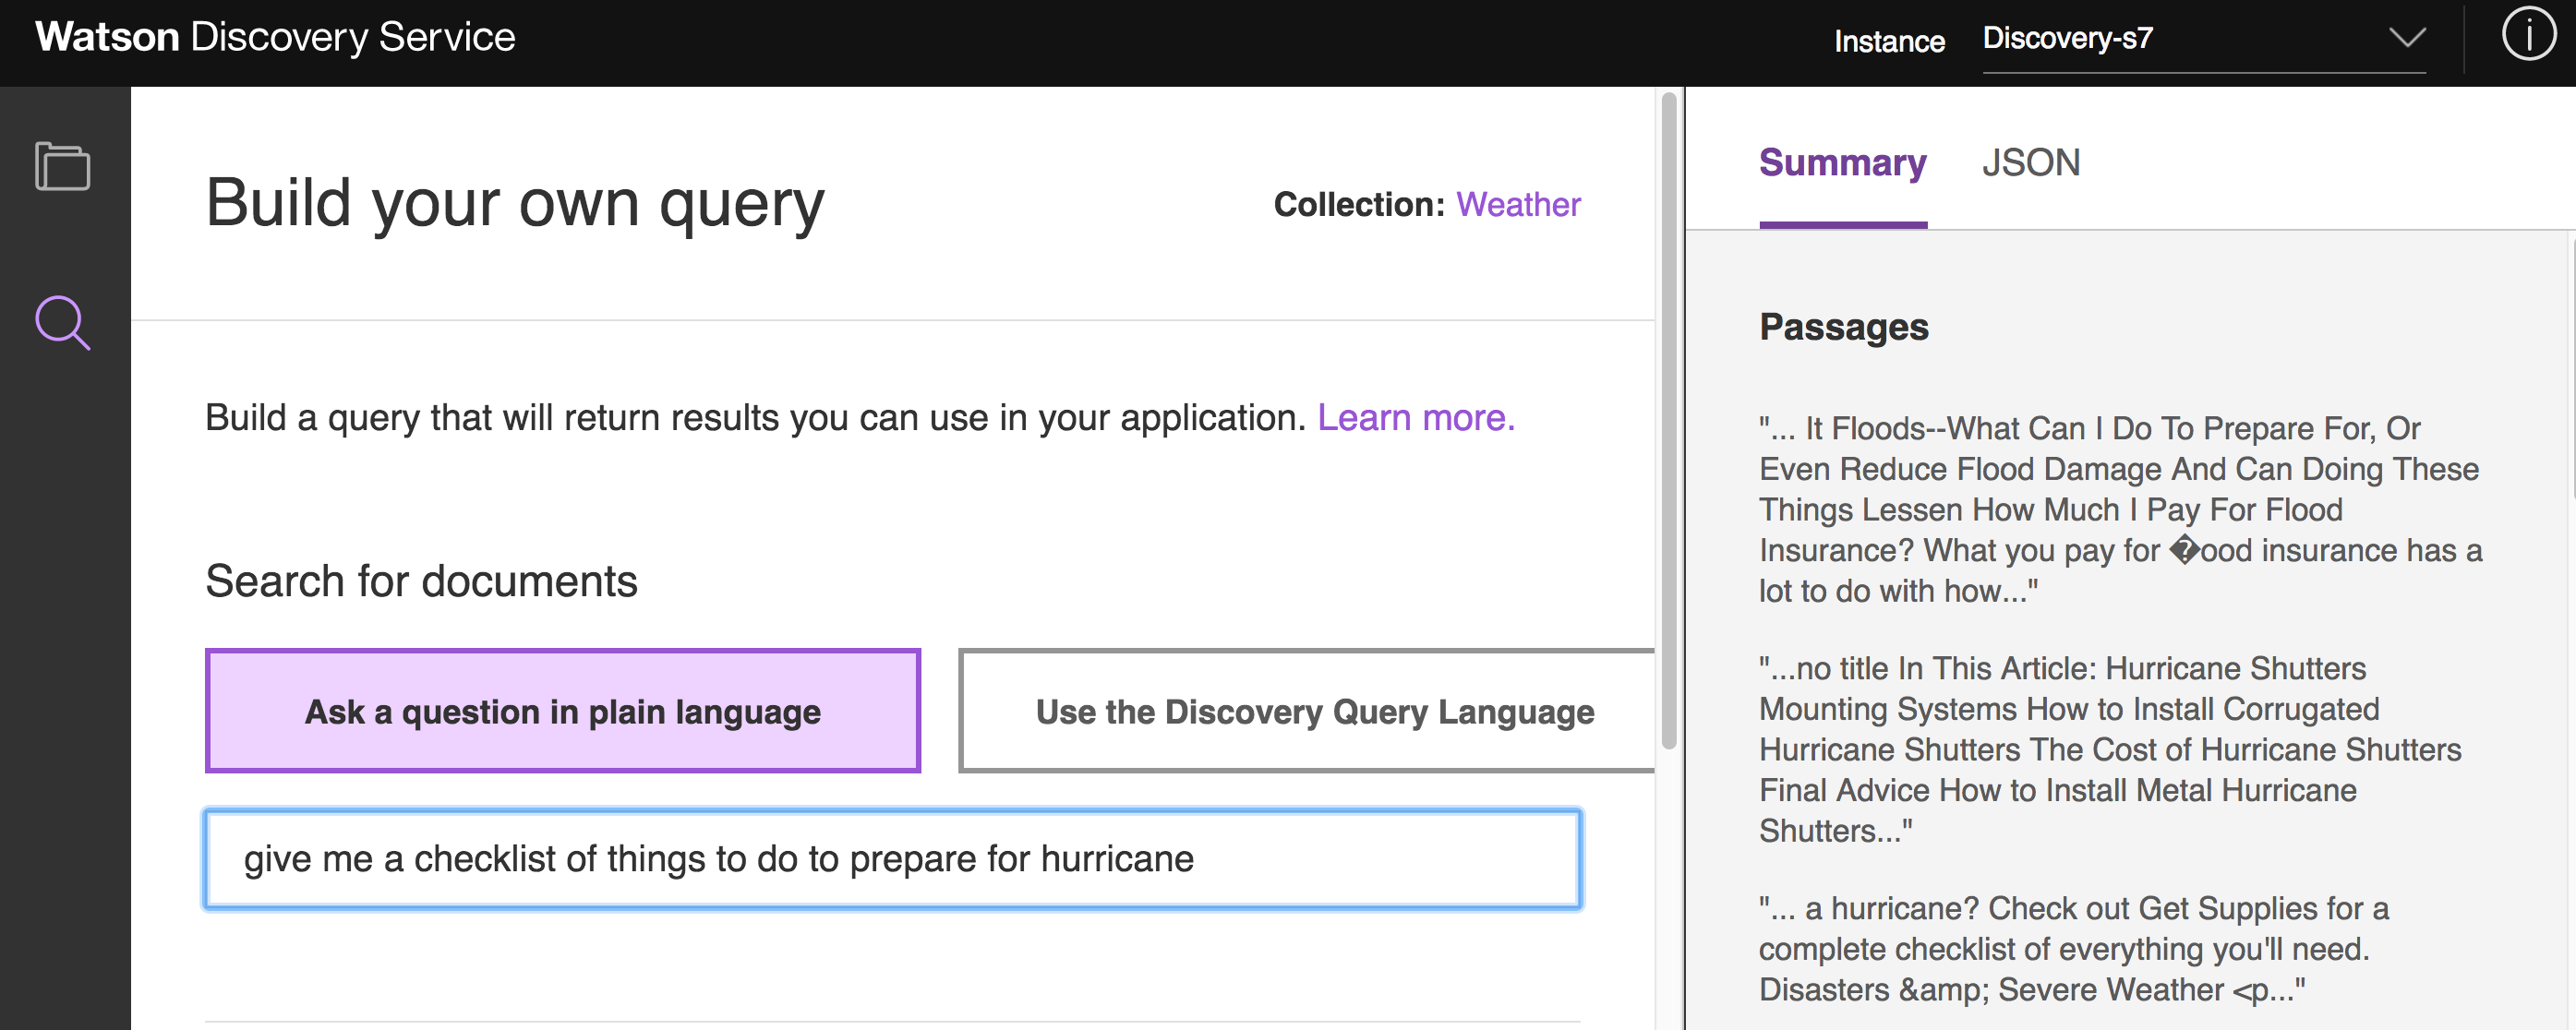 Watson Discovery Service
Instance Discovery-s7
Build your own query
Collection: Weather
Build a query that will return results you can use in your application. Learn more.
Search for documents
Ask a question in plain language
Use the Discovery Query Language
give me a checklist of things to do to prepare for hurricane
Summary JSON
Passages
"... It Floods--What Can I Do To Prepare For, Or
Even Reduce Flood Damage And Can Doing These
Things Lessen How Much I Pay For Flood
Insurance? What you pay for �ood insurance has a
lot to do with how..."
"...no title In This Article: Hurricane Shutters
Mounting Systems How to Install Corrugated
Hurricane Shutters The Cost of Hurricane Shutters
Final Advice How to Install Metal Hurricane
Shutters..."
"... a hurricane? Check out Get Supplies for a
complete checklist of everything you'll need.
Disasters &amp; Severe Weather <p..."